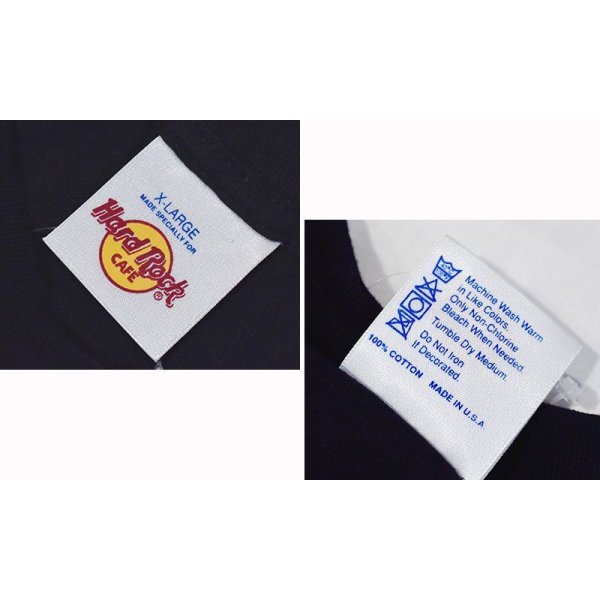 X-LARGE
MADE SPECIALLY FOR
Hard Rock
CAFE
®
Machine Wash Warm
in Like Colors.
Only Non-Chlorine
Bleach When Needed.
Tumble Dry Medium.
Do Not Iron
If Decorated.
100% COTTON MADE IN U.S.A